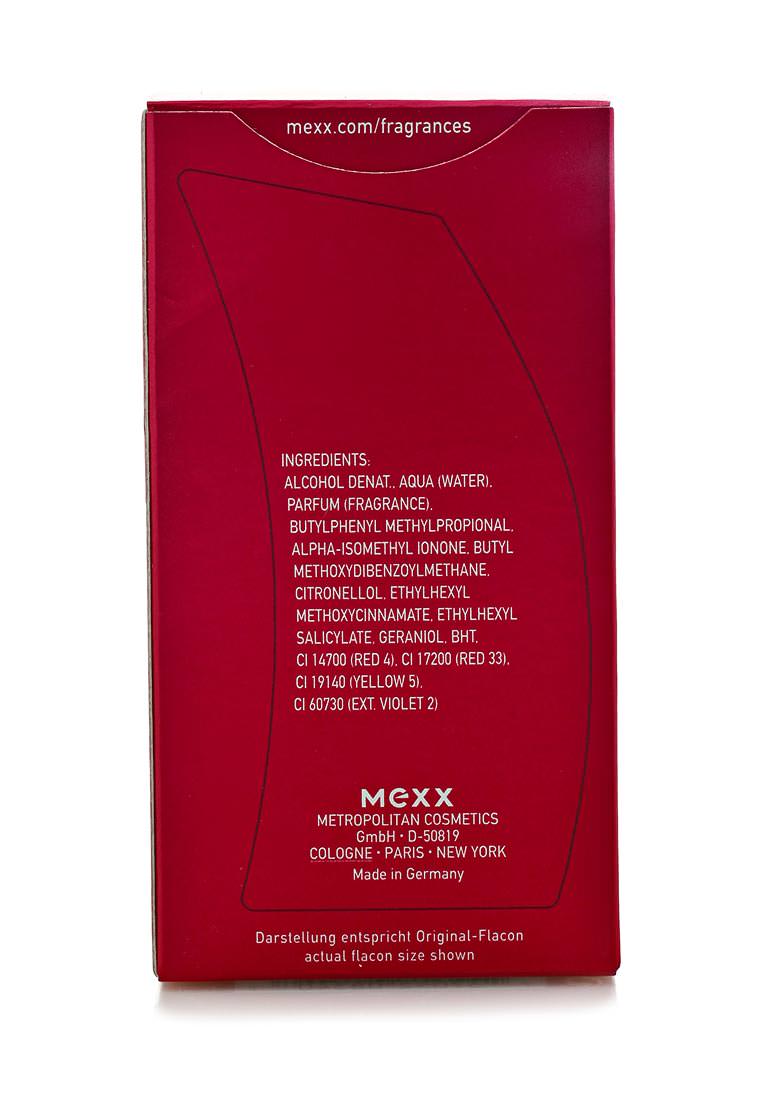 mexx.com/fragrances
INGREDIENTS:
ALCOHOL DENAT., AQUA (WATER),
PARFUM (FRAGRANCE),
BUTYLPHENYL METHYLPROPIONAL,
ALPHA-ISOMETHYL IONONE, BUTYL
METHOXYDIBENZOYLMETHANE,
CITRONELLOL, ETHYLHEXYL
METHOXYCINNAMATE, ETHYLHEXYL
SALICYLATE, GERANIOL, BHT,
CI 14700 (RED 4), CI 17200 (RED 33),
CI 19140 (YELLOW 5),
CI 60730 (EXT. VIOLET 2)
Mexx
METROPOLITAN COSMETICS
GmbH · D-50819
COLOGNE · PARIS · NEW YORK
Made in Germany
Darstellung entspricht Original-Flacon
actual flacon size shown